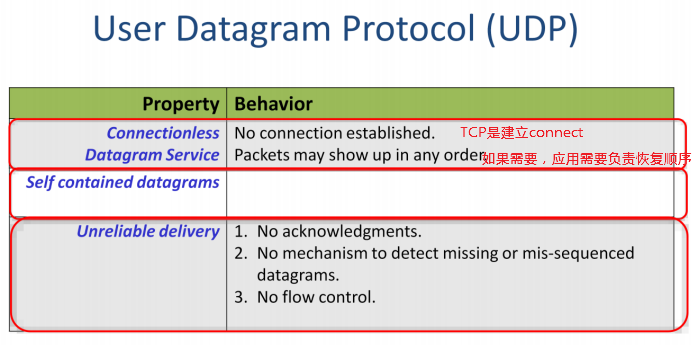 User Datagram Protocol (UDP)
Property Behavior
Connectionless No connection established. TCP是建立connect
Datagram Service Packets may show up in any order. 如果需要，应用需要负责恢复顺序
Self contained datagrams
Unreliable delivery 1. No acknowledgments.
2. No mechanism to detect missing or mis-sequenced
datagrams.
3. No flow control.